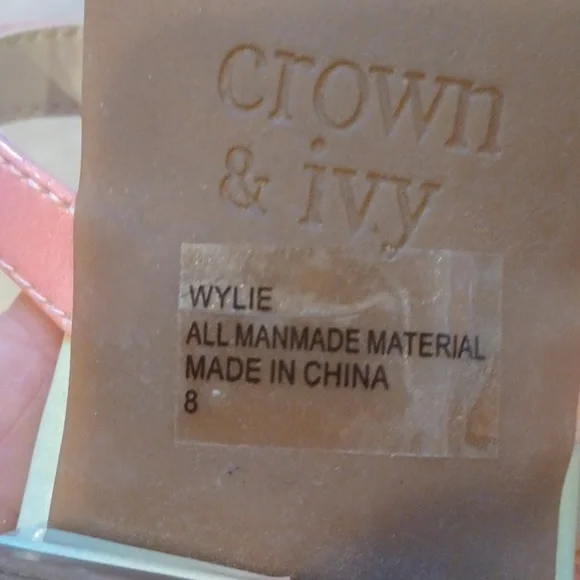 crown
& ivy
WYLIE
ALL MANMADE MATERIAL
MADE IN CHINA
8